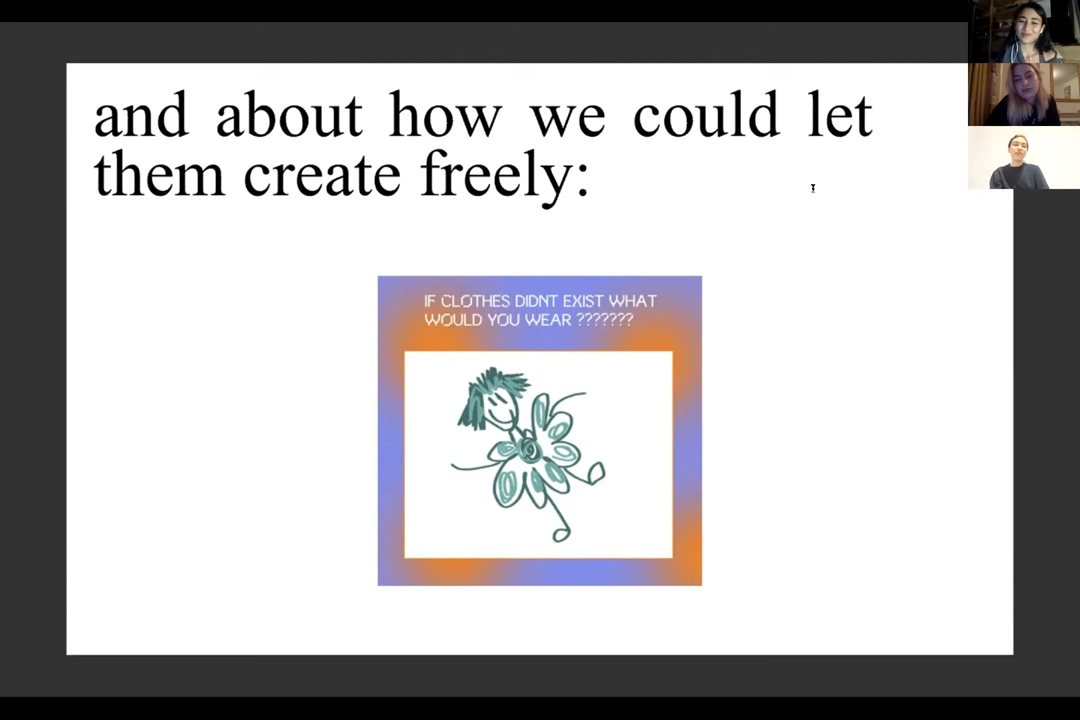 and about how we could let
them create freely:
IF CLOTHES DIDNT EXIST WHAT
WOULD YOU WEAR ???????